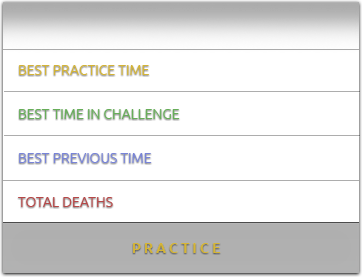 BEST PRACTICE TIME
BEST TIME IN CHALLENGE
BEST PREVIOUS TIME
TOTAL DEATHS
PRACTICE